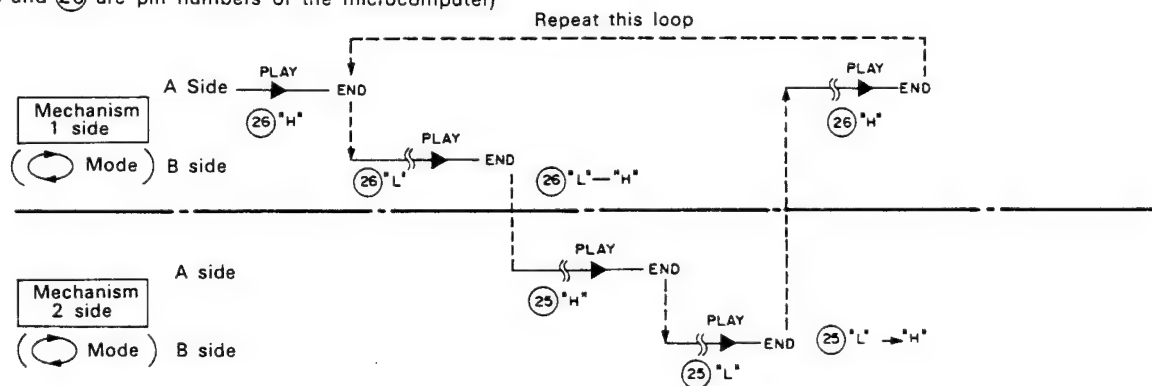 and 26 are pin numbers of the microcomputer)
Repeat this loop
A Side
PLAY
END
PLAY
END
Mechanism
1 side
26 "H"
26 "H"
PLAY
END
( Mode) B side
26 "L"
26 "L"—"H"
A side
PLAY
END
Mechanism
2 side
25 "H"
PLAY
END
25 "L" → "H"
( Mode) B side
25 "L"